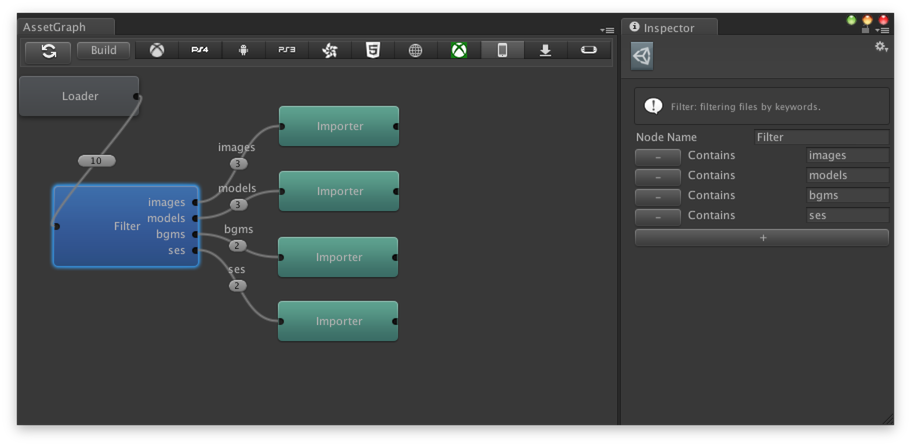 AssetGraph
Build
PS4
PS3
Loader
10
images
3
Importer
models
3
Importer
bgms
2
Importer
ses
2
Importer
Filter
images
models
bgms
ses
Inspector
Filter: filtering files by keywords.
Node Name Filter
- Contains images
- Contains models
- Contains bgms
- Contains ses
+